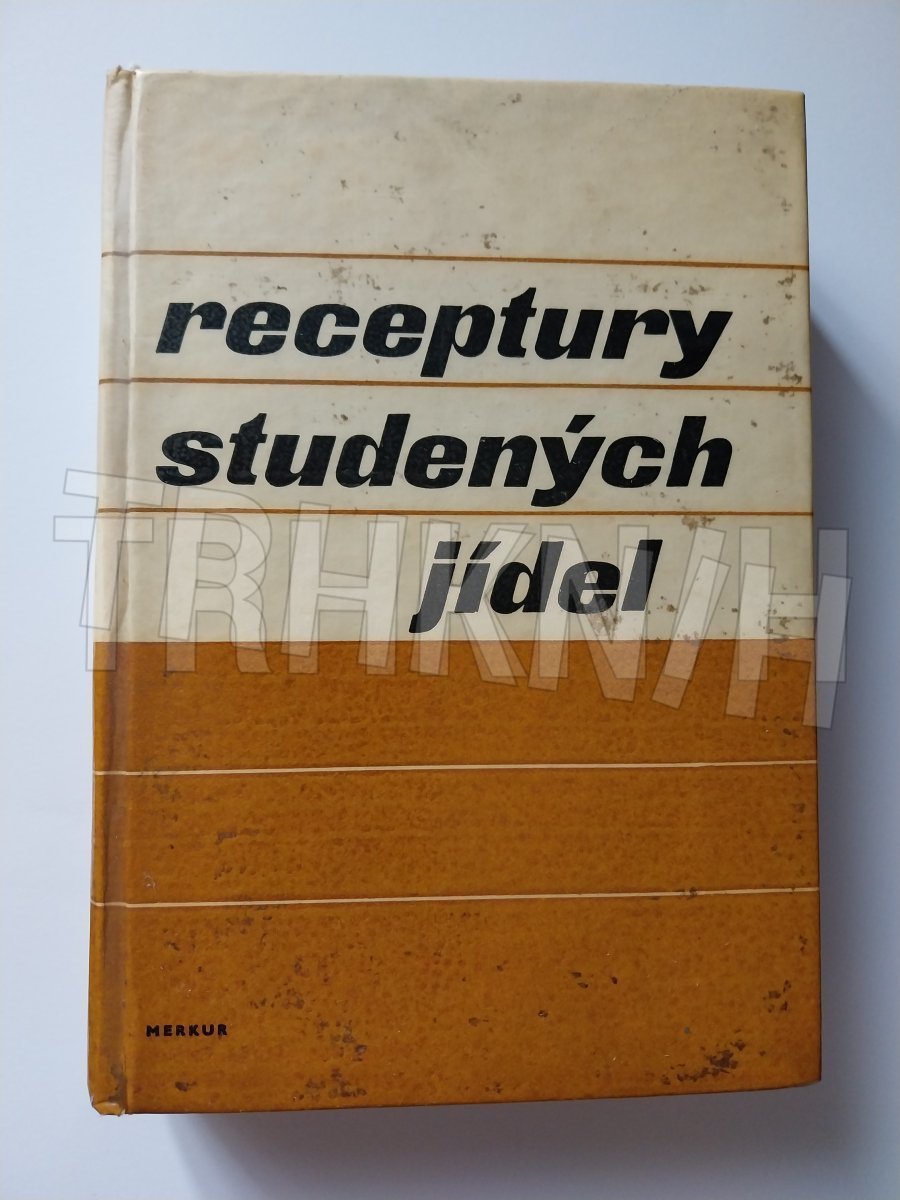 receptury
studených
jídel
TRHKNIH
MERKUR